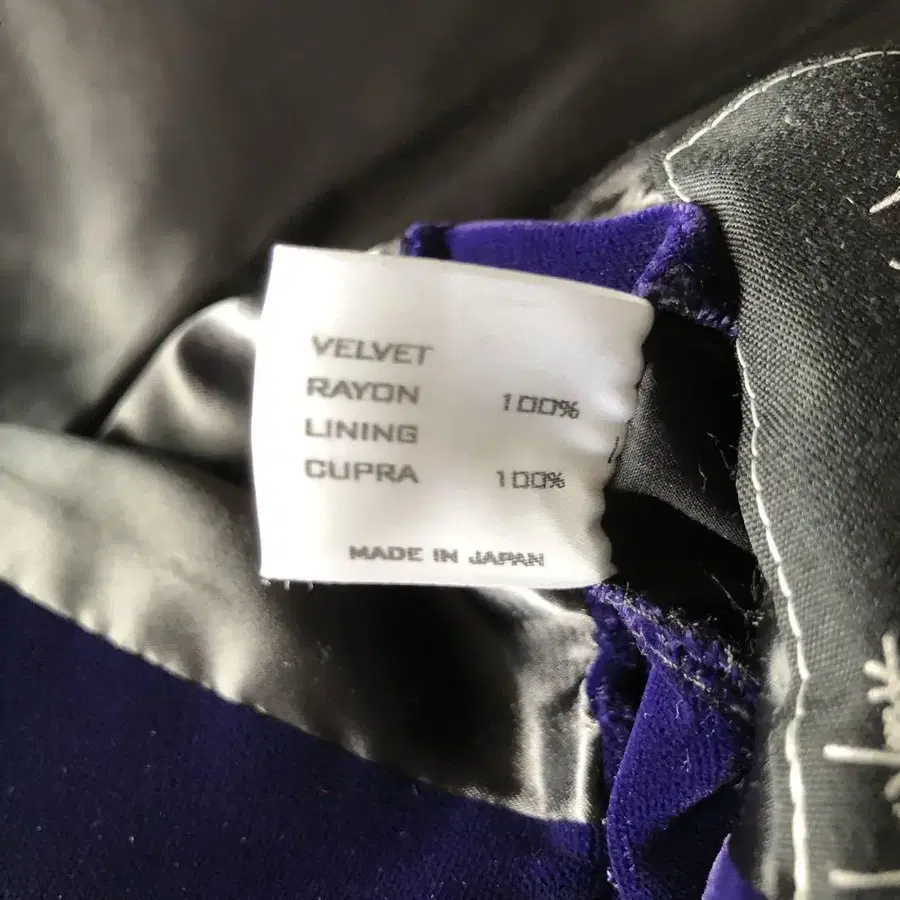 VELVET
RAYON 100%
LINING
CUPRA 100%
MADE IN JAPAN